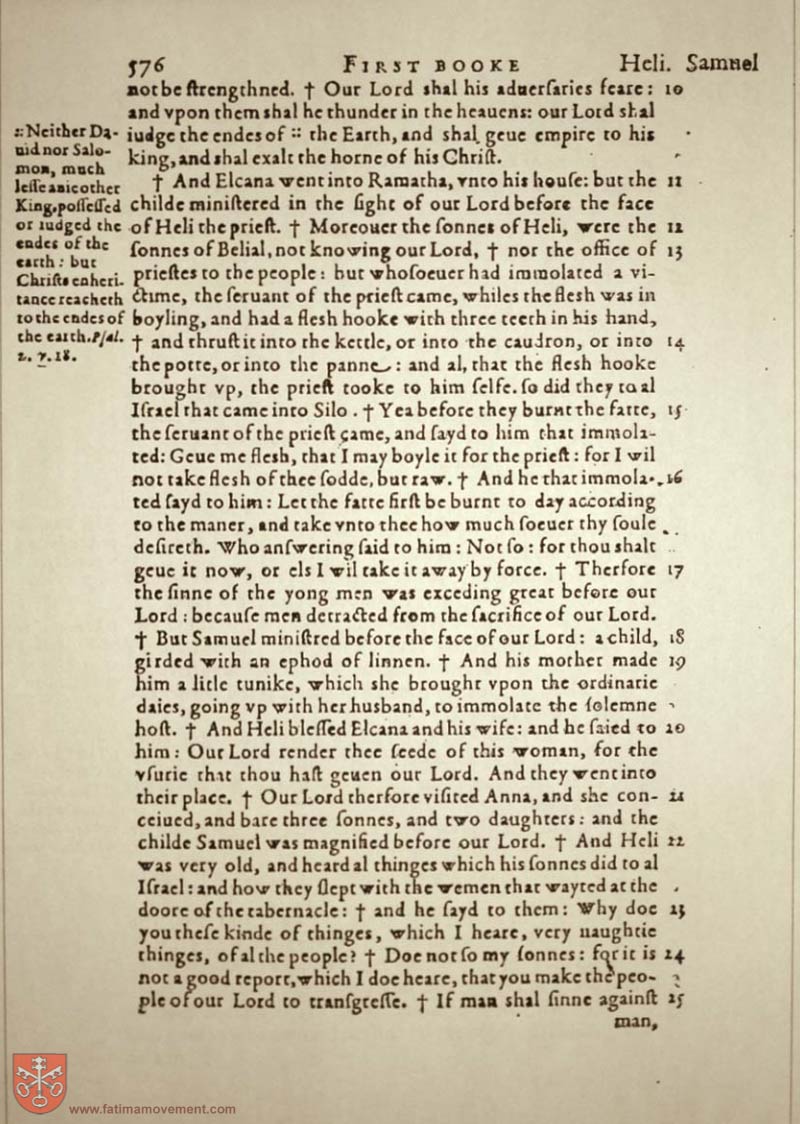 576 FIRST BOOKE Heli. Samuel
not be ſtrengthned. † Our Lord shal his aduerſaries feare: 10
and vpon them shal he thunder in the heauens: our Lord shal
iudge the endes of :: the Earth, and shal geue empire to his
king, and shal exalt the horne of his Chriſt.
† And Elcana went into Ramatha, vnto his houſe: but the 11
childe miniſtered in the ſight of our Lord before the face
of Heli the prieſt. † Moreouer the ſonnes of Heli, were the 12
ſonnes of Belial, not knowing our Lord, † nor the office of 13
prieſtes to the people: but whoſoeuer had immolated a vi-
ctime, the ſeruant of the prieſt came, whiles the fleſh was in
boyling, and had a fleſh hooke with three teeth in his hand,
† and thruſt it into the kettle, or into the caudron, or into 14
the potte, or into the panne: and al, that the fleſh hooke
brought vp, the prieſt tooke to him ſelfe. ſo did they to al
Iſrael that came into Silo. † Yea before they burnt the fatte, 15
the ſeruant of the prieſt came, and ſayd to him that immola-
ted: Geue me fleſh, that I may boyle it for the prieſt: for I wil
not take fleſh of thee ſodde, but raw. † And he that immola- 16
ted ſayd to him: Let the fatte firſt be burnt to day according
to the maner, and take vnto thee how much ſoeuer thy ſoule
deſireth. Who anſwering ſaid to him: Not ſo: for thou shalt
geue it now, or els I wil take it away by force. † Therfore 17
the ſinne of the yong men was exceding great before our
Lord: becauſe men detracted from the ſacrifice of our Lord.
† But Samuel miniſtred before the face of our Lord: a child, 18
girded with an ephod of linnen. † And his mother made 19
him a litle tunike, which she brought vpon the ordinarie
daies, going vp with her husband, to immolate the ſolemne
hoſt. † And Heli bleſſed Elcana and his wife: and he ſaied to 20
him: Our Lord render thee ſeede of this woman, for the
vſurie that thou haſt geuen our Lord. And they went into
their place. † Our Lord therfore viſited Anna, and she con- 21
ceiued, and bare three ſonnes, and two daughters: and the
childe Samuel was magnified before our Lord. † And Heli 22
was very old, and heard al thinges which his ſonnes did to al
Iſrael: and how they ſlept with the wemen that wayted at the
doore of the tabernacle: † and he ſayd to them: Why doe 23
you theſe kinde of thinges, which I heare, very naughtie
thinges, of al the people? † Doe not ſo my ſonnes: for it is 24
not a good report, which I doe heare, that you make the peo-
ple of our Lord to tranſgreſſe. † If man shal ſinne againſt 25
man,
:: Neither Da-
uid nor Salo-
mon, much
leſſe anie other
King, poſſeſſed
or iudged the
endes of the
earth: but
Chriſts enheri-
tance reacheth
to the endes of
the earth. Pſal.
2. v. 18.
www.fatimamovement.com